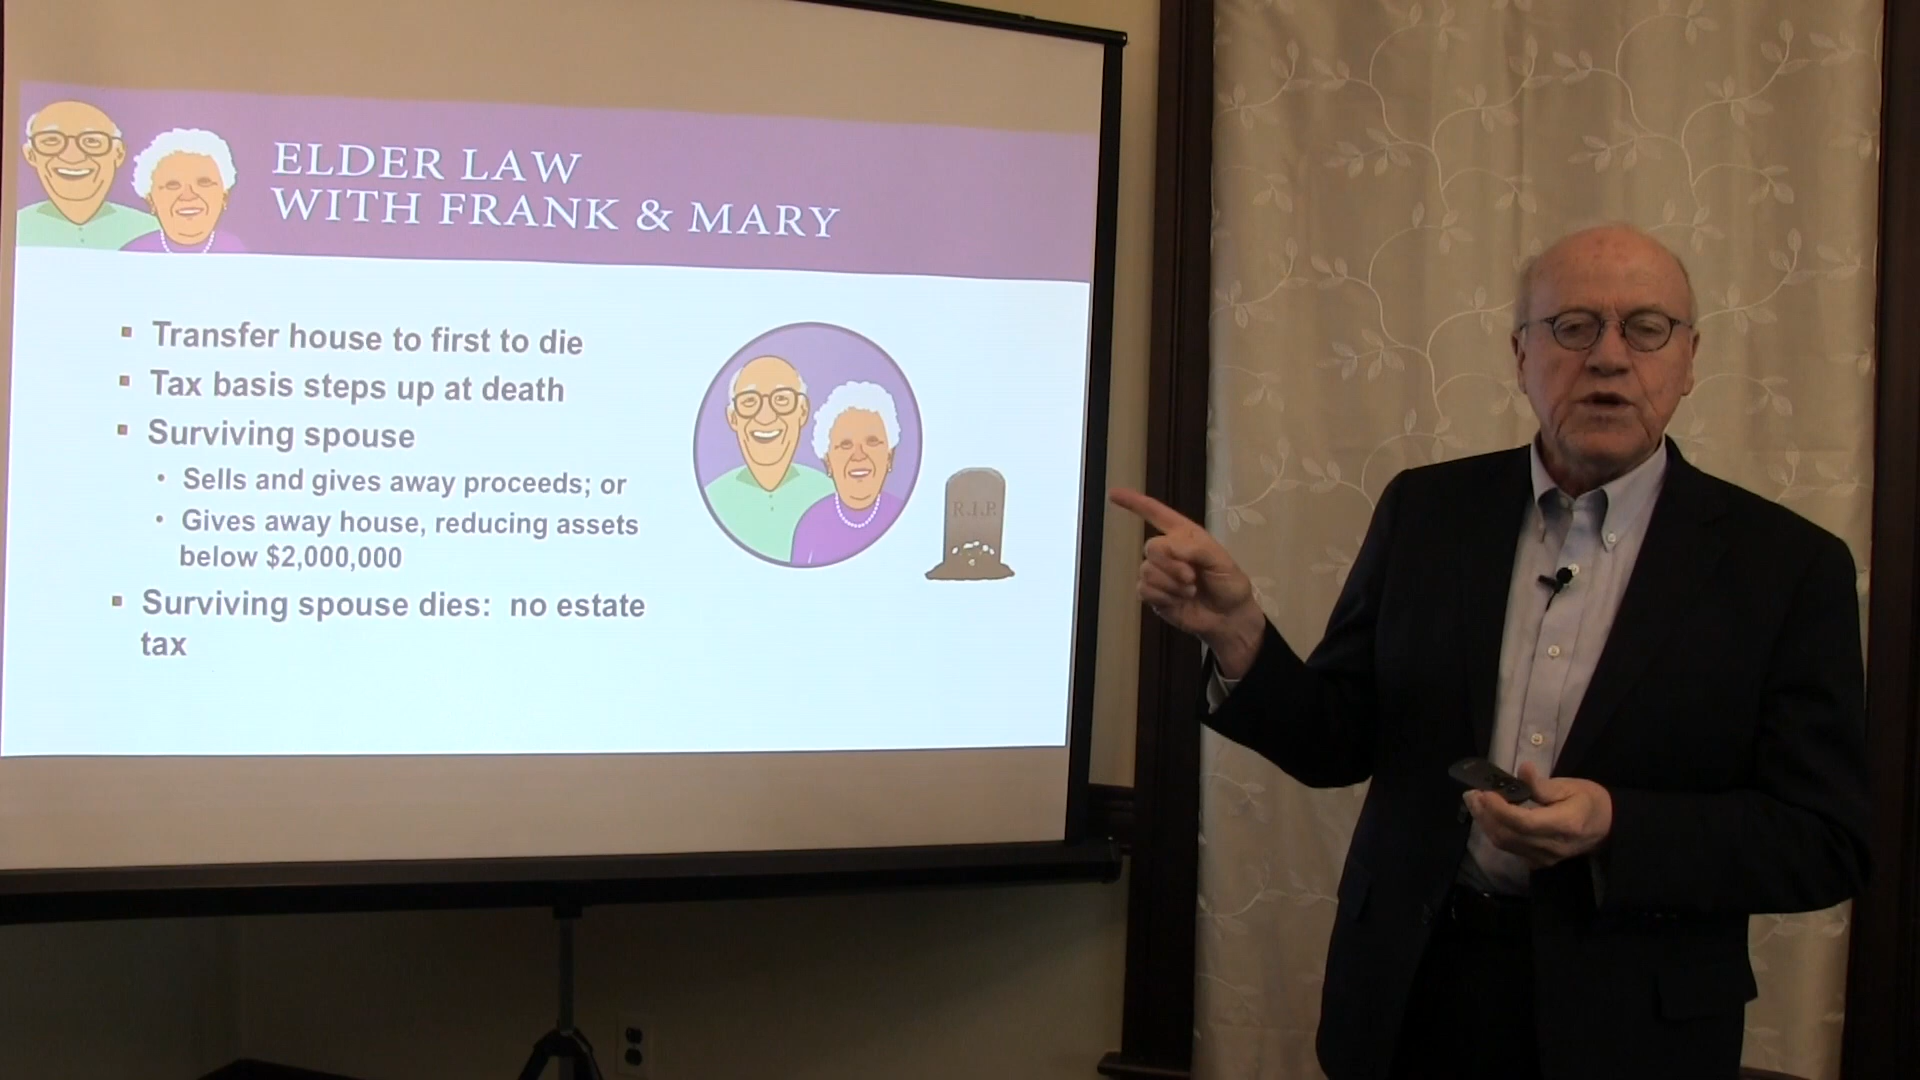 ELDER LAW
WITH FRANK & MARY
▪ Transfer house to first to die
▪ Tax basis steps up at death
▪ Surviving spouse
• Sells and gives away proceeds; or
• Gives away house, reducing assets
below $2,000,000
▪ Surviving spouse dies: no estate
tax
R.I.P.